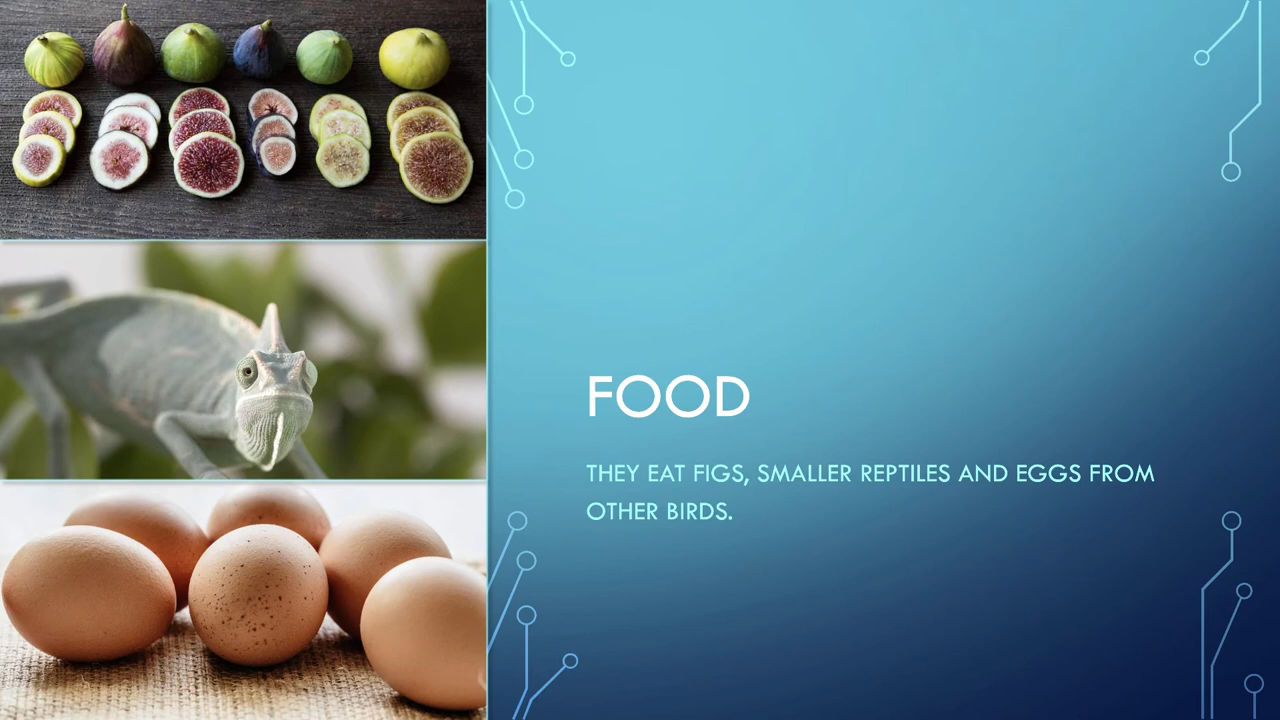 FOOD
THEY EAT FIGS, SMALLER REPTILES AND EGGS FROM
OTHER BIRDS.